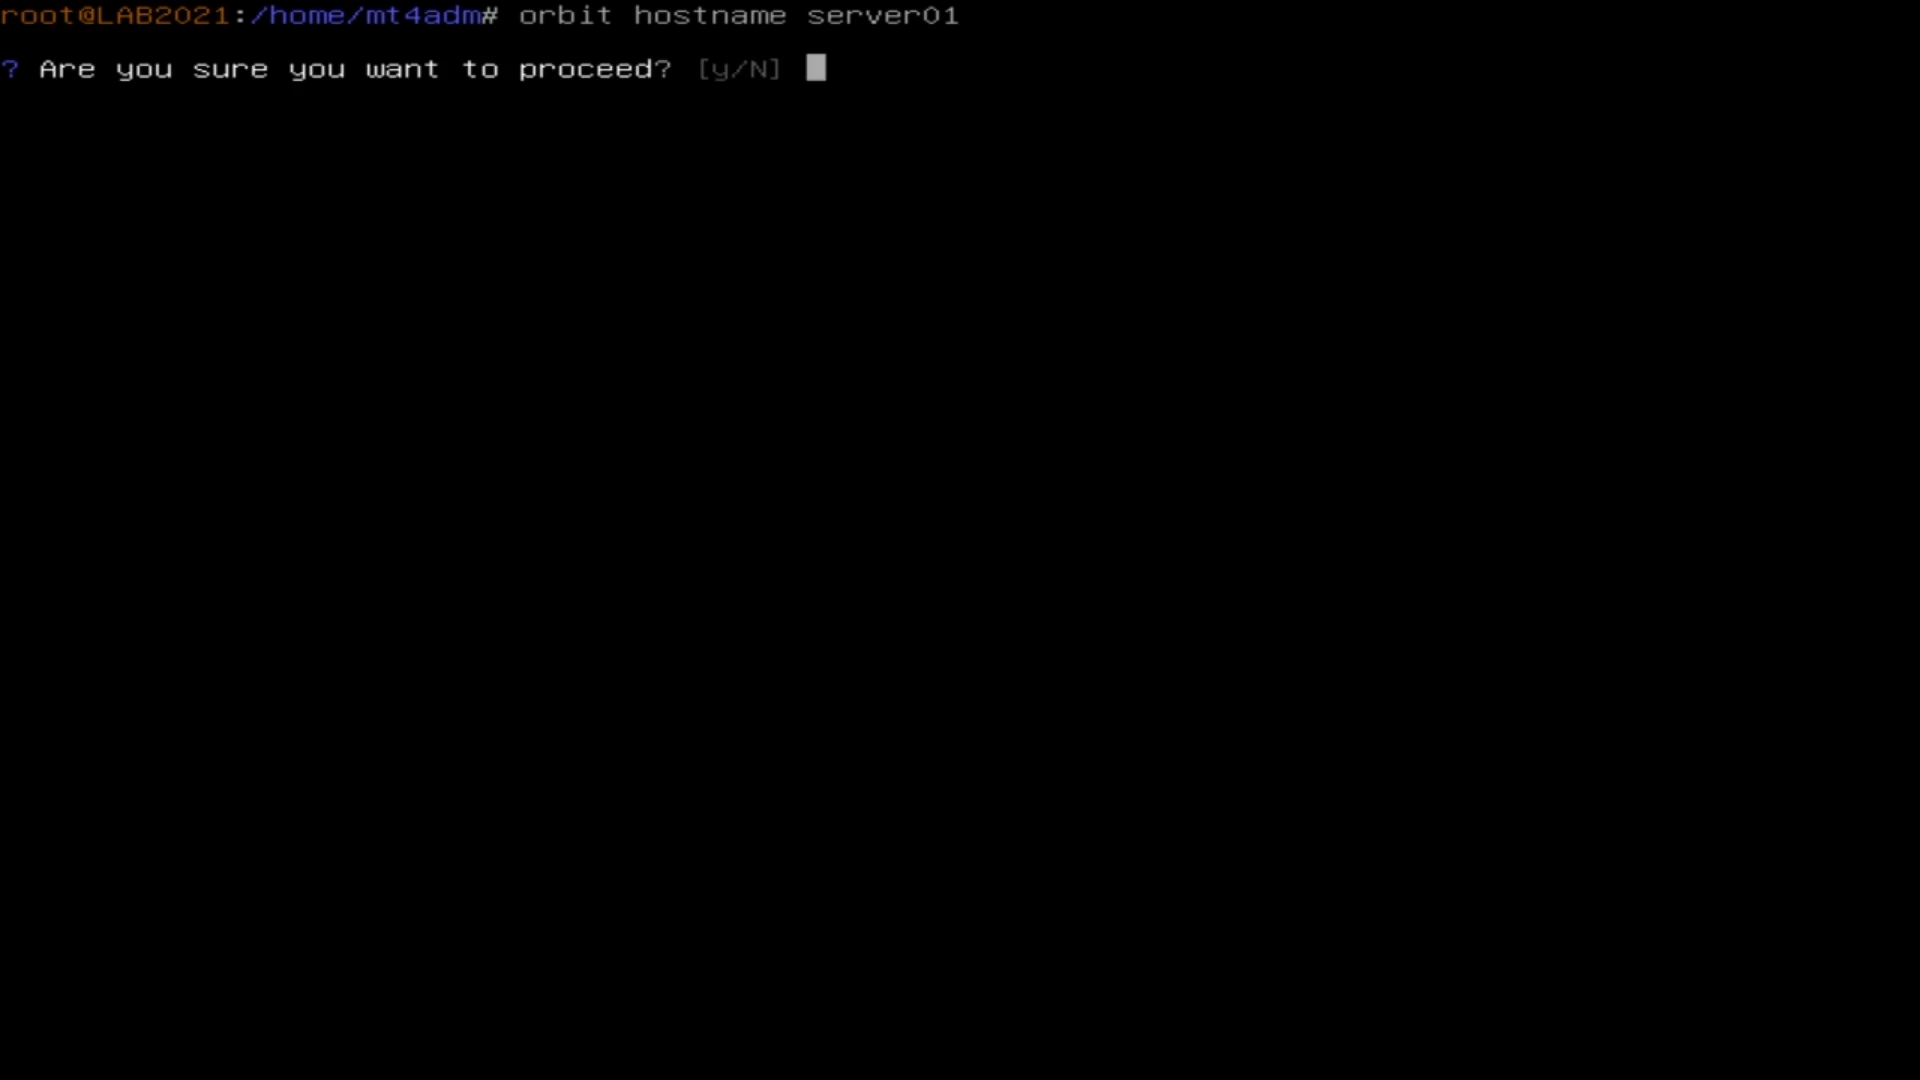 root@LAB2021:/home/mt4adm# orbit hostname server01
? Are you sure you want to proceed? [y/N]